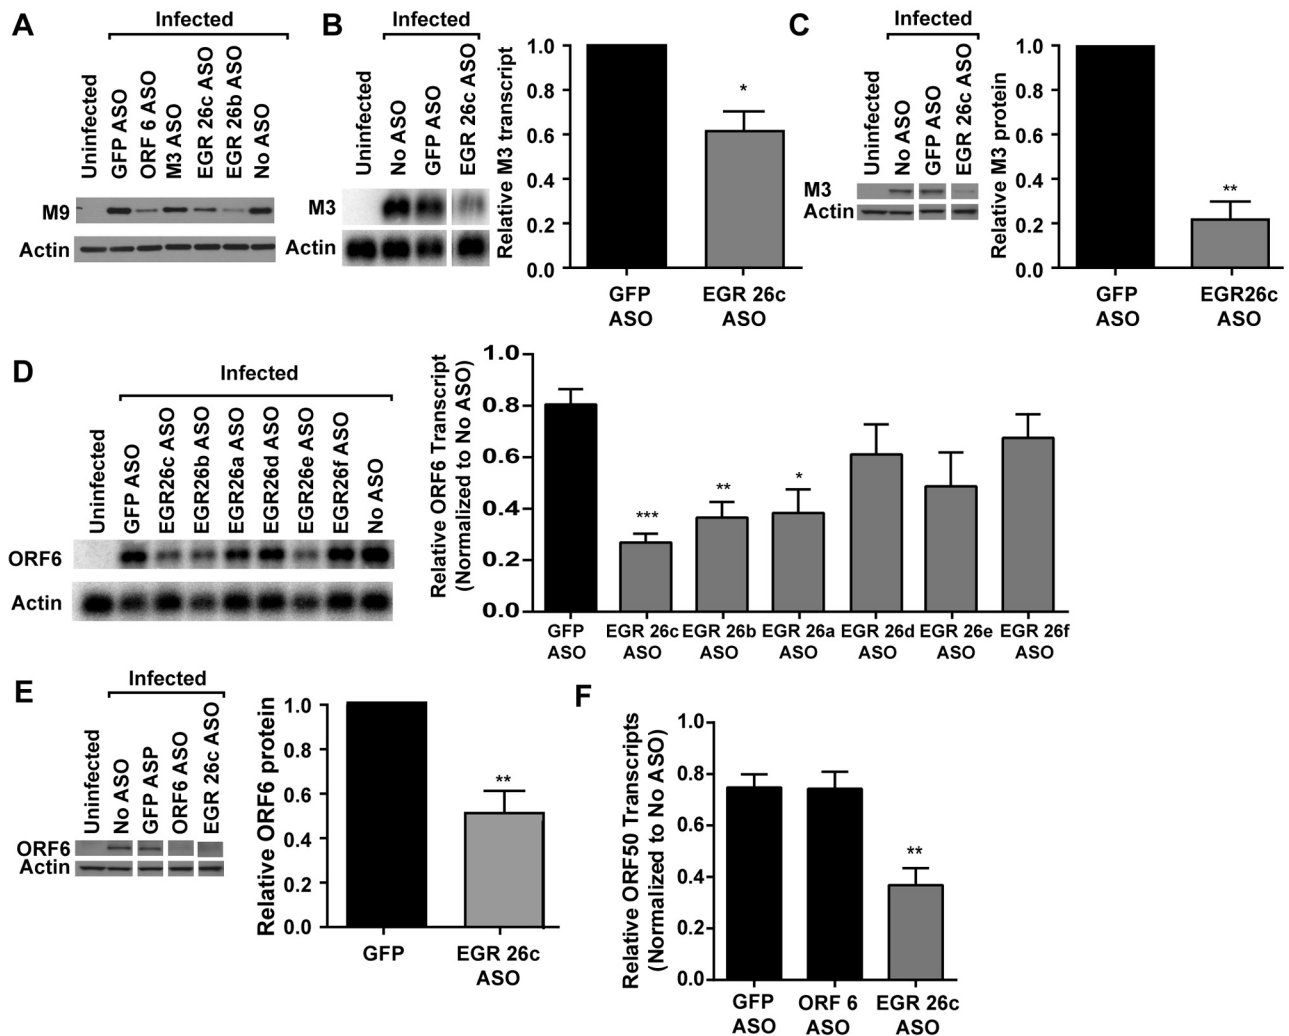 A
Infected
Uninfected
GFP ASO
ORF 6 ASO
M3 ASO
EGR 26c ASO
EGR 26b ASO
No ASO
M9
Actin
B
Infected
Uninfected
No ASO
GFP ASO
EGR 26c ASO
M3
Actin
Relative M3 transcript
1.0
0.8
0.6
0.4
0.2
0.0
*
GFP
ASO
EGR 26c
ASO
C
Infected
Uninfected
No ASO
GFP ASO
EGR 26c ASO
M3
Actin
Relative M3 protein
1.0
0.8
0.6
0.4
0.2
0.0
**
GFP
ASO
EGR26c
ASO
D
Infected
Uninfected
GFP ASO
EGR26c ASO
EGR26b ASO
EGR26a ASO
EGR26d ASO
EGR26e ASO
EGR26f ASO
No ASO
ORF6
Actin
Relative ORF6 Transcript
(Normalized to No ASO)
1.0
0.8
0.6
0.4
0.2
0.0
***
**
*
GFP
ASO
EGR 26c
ASO
EGR 26b
ASO
EGR 26a
ASO
EGR 26d
ASO
EGR 26e
ASO
EGR 26f
ASO
E
Infected
Uninfected
No ASO
GFP ASP
ORF6 ASO
EGR 26c ASO
ORF6
Actin
Relative ORF6 protein
1.0
0.8
0.6
0.4
0.2
0.0
**
GFP
EGR 26c
ASO
F
Relative ORF50 Transcripts
(Normalized to No ASO)
1.0
0.8
0.6
0.4
0.2
0.0
**
GFP
ASO
ORF 6
ASO
EGR 26c
ASO